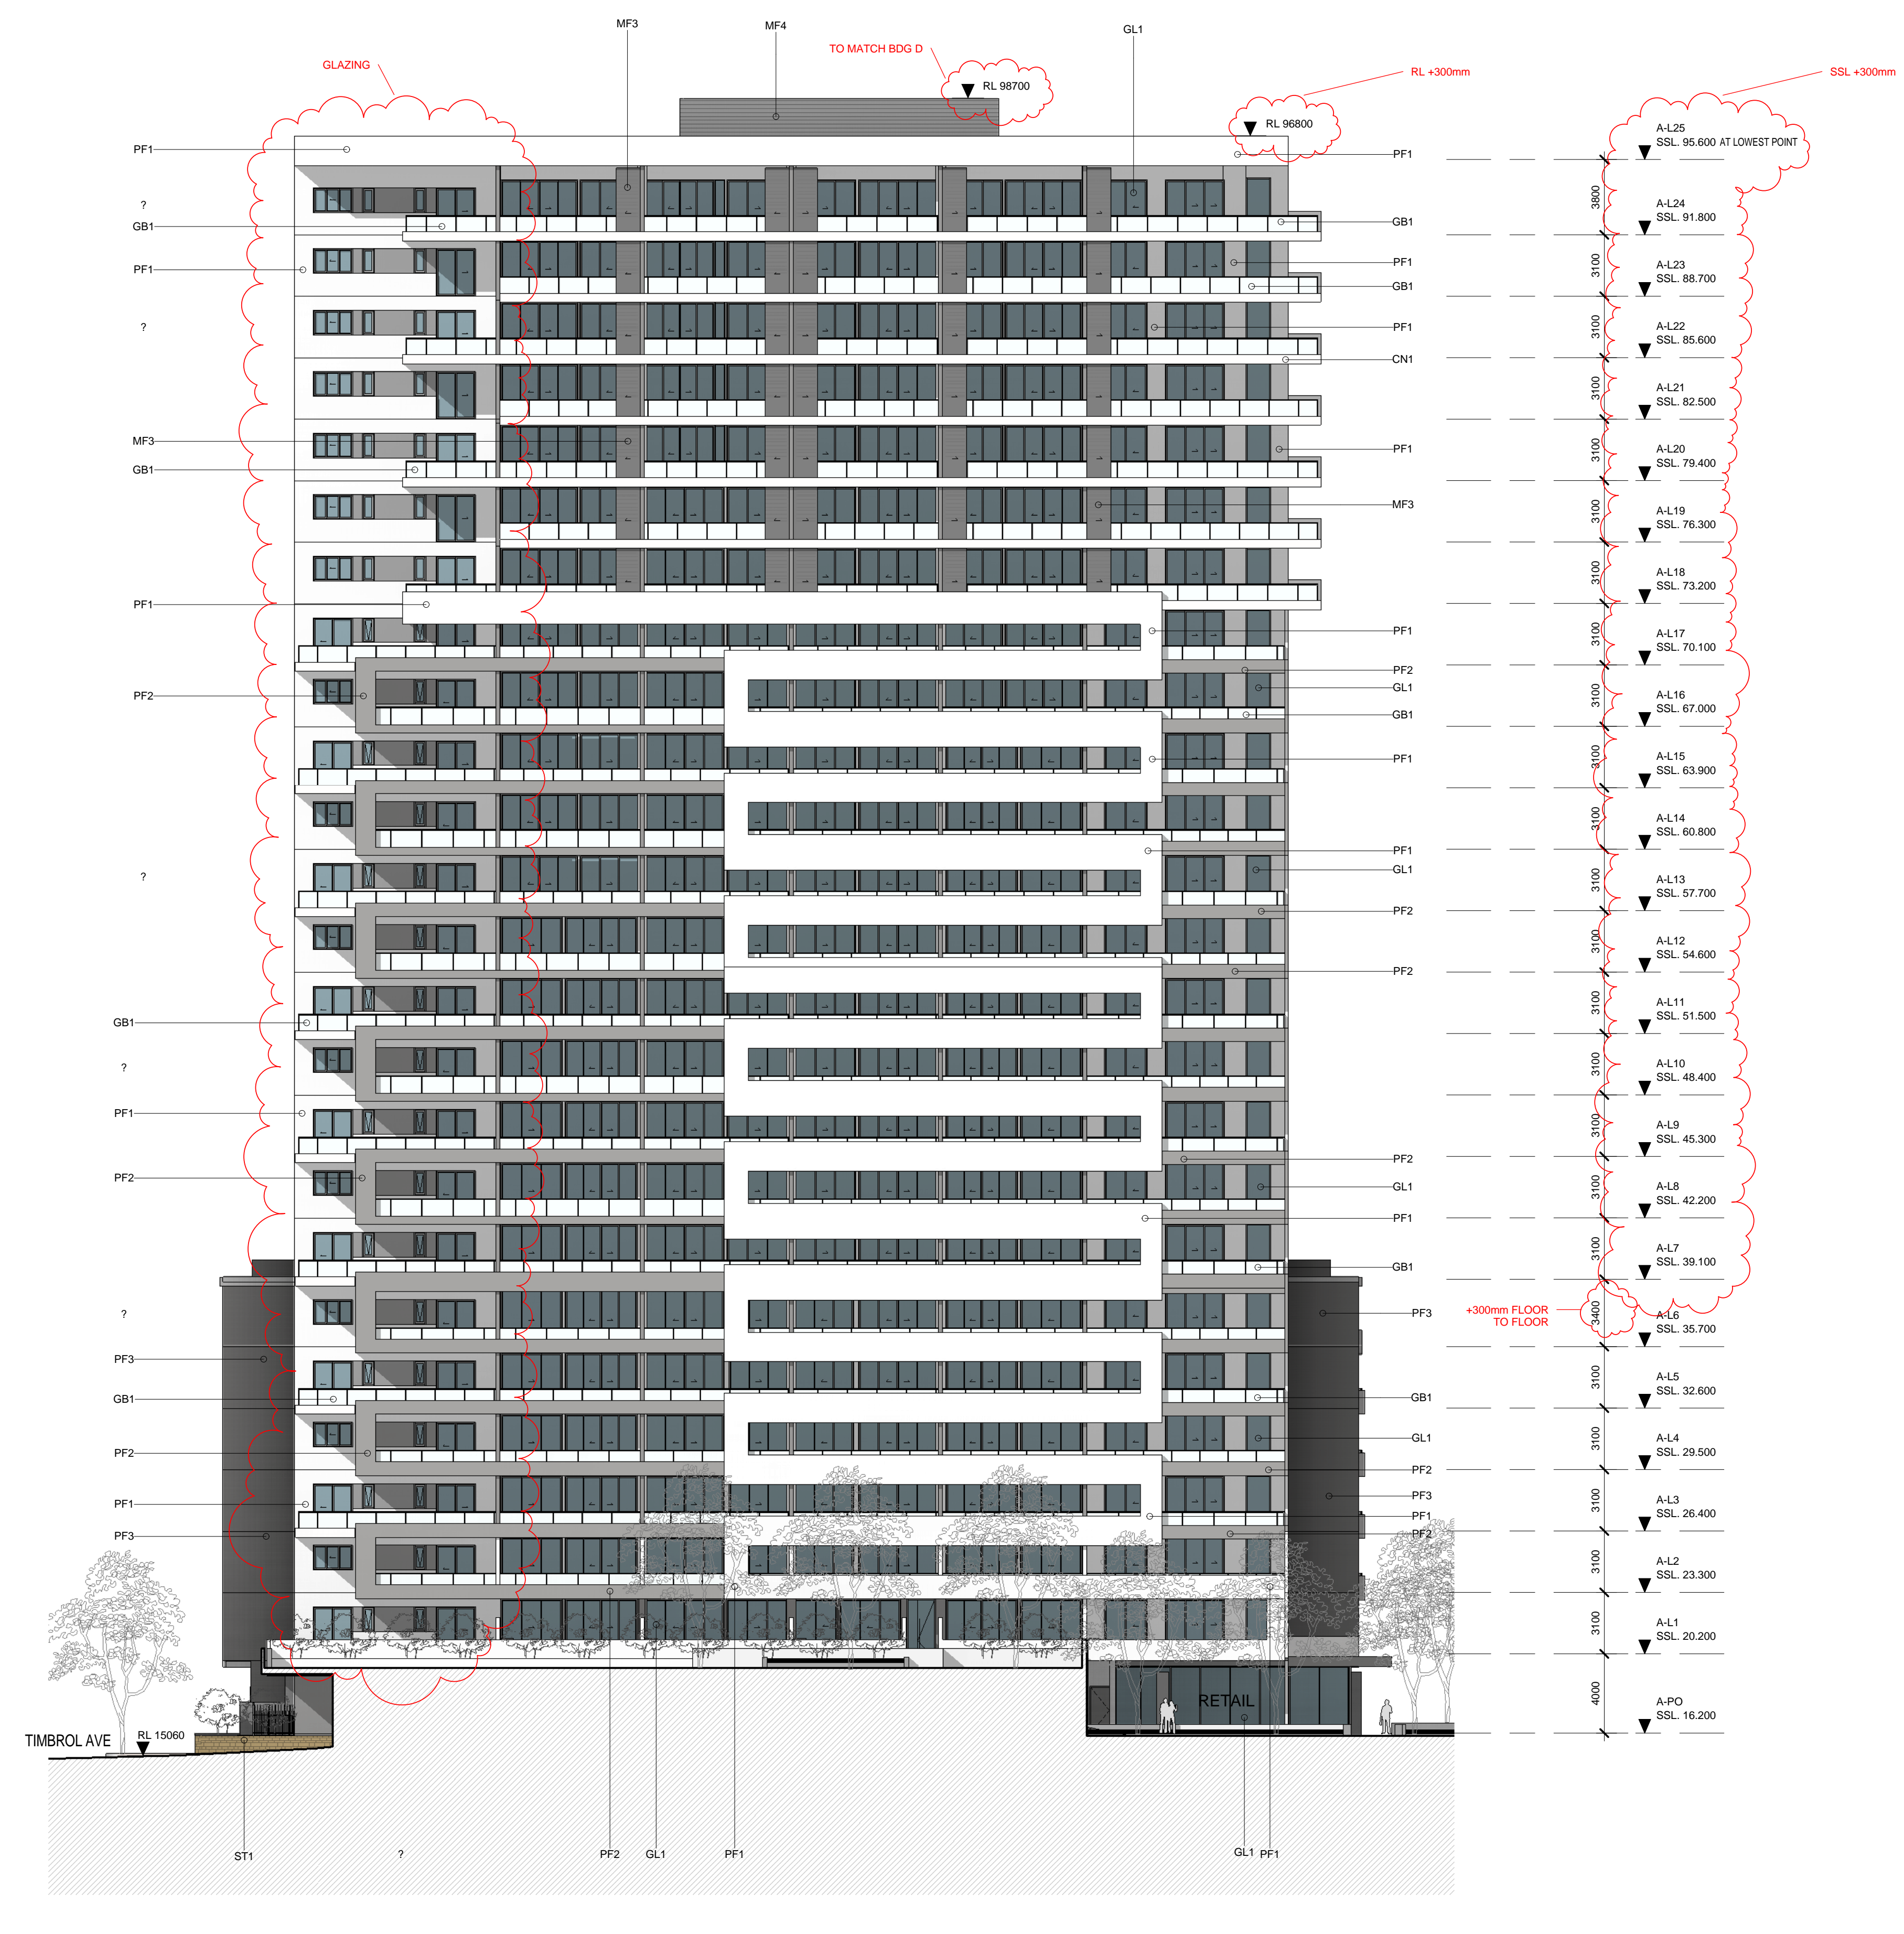 MF3
MF4
GL1
TO MATCH BDG D
GLAZING
RL +300mm
SSL +300mm
RL 98700
RL 96800
A-L25
SSL. 95.600 AT LOWEST POINT
PF1
PF1
3800
?
A-L24
SSL. 91.800
GB1
GB1
3100
PF1
PF1
A-L23
SSL. 88.700
GB1
3100
?
PF1
A-L22
SSL. 85.600
CN1
3100
A-L21
SSL. 82.500
MF3
PF1
3100
A-L20
SSL. 79.400
GB1
3100
MF3
A-L19
SSL. 76.300
3100
A-L18
SSL. 73.200
PF1
3100
PF1
A-L17
SSL. 70.100
PF2
PF2
GL1
3100
A-L16
SSL. 67.000
GB1
3100
PF1
A-L15
SSL. 63.900
3100
A-L14
SSL. 60.800
PF1
?
GL1
3100
A-L13
SSL. 57.700
PF2
3100
A-L12
SSL. 54.600
PF2
3100
A-L11
SSL. 51.500
GB1
?
3100
A-L10
SSL. 48.400
PF1
3100
A-L9
SSL. 45.300
PF2
PF2
GL1
3100
A-L8
SSL. 42.200
PF1
3100
A-L7
SSL. 39.100
GB1
?
PF3
+300mm FLOOR
TO FLOOR
3400
A-L6
SSL. 35.700
PF3
3100
A-L5
SSL. 32.600
GB1
GB1
3100
GL1
A-L4
SSL. 29.500
PF2
PF2
PF1
PF3
3100
A-L3
SSL. 26.400
PF1
PF3
PF2
3100
A-L2
SSL. 23.300
3100
A-L1
SSL. 20.200
4000
RETAIL
A-PO
SSL. 16.200
TIMBROL AVE
RL 15060
ST1
?
PF2
GL1
PF1
GL1
PF1